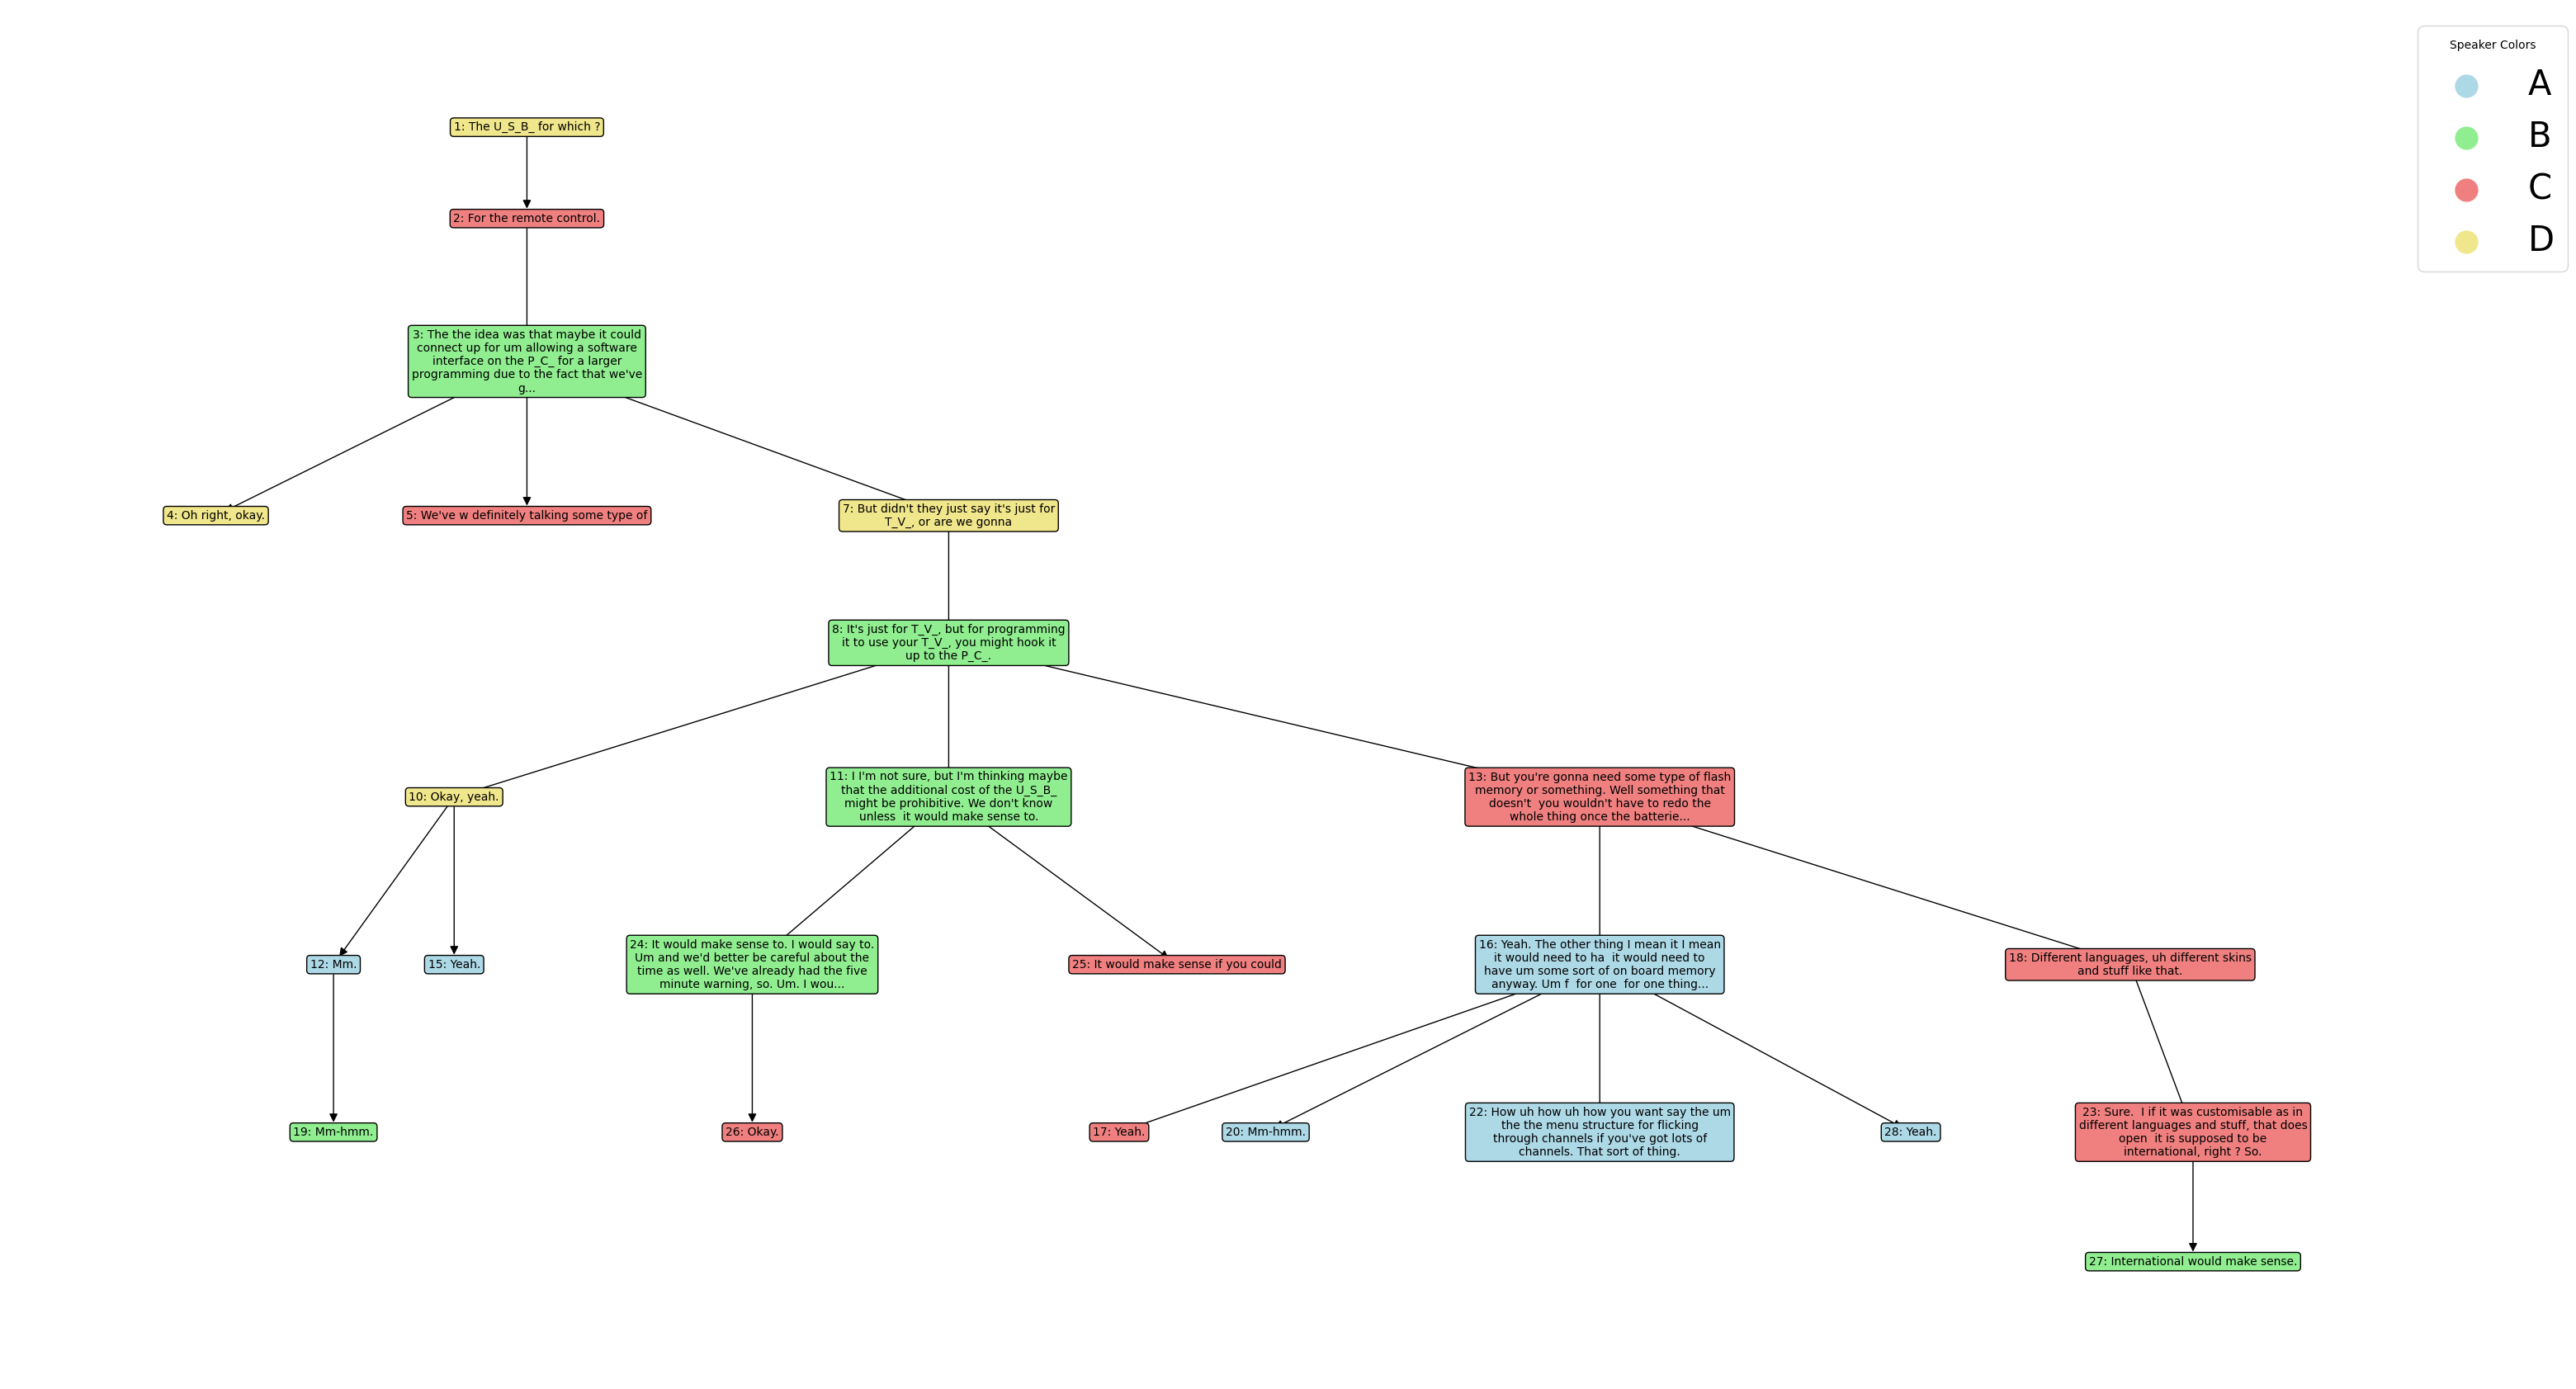 Speaker Colors
A
B
C
D
1: The U_S_B_ for which ?
2: For the remote control.
3: The the idea was that maybe it could
connect up for um allowing a software
interface on the P_C_ for a larger
programming due to the fact that we've
g...
4: Oh right, okay.
5: We've w definitely talking some type of
7: But didn't they just say it's just for
T_V_, or are we gonna
8: It's just for T_V_, but for programming
it to use your T_V_, you might hook it
up to the P_C_.
10: Okay, yeah.
11: I I'm not sure, but I'm thinking maybe
that the additional cost of the U_S_B_
might be prohibitive. We don't know
unless  it would make sense to.
13: But you're gonna need some type of flash
memory or something. Well something that
doesn't  you wouldn't have to redo the
whole thing once the batterie...
12: Mm.
15: Yeah.
24: It would make sense to. I would say to.
Um and we'd better be careful about the
time as well. We've already had the five
minute warning, so. Um. I wou...
25: It would make sense if you could
16: Yeah. The other thing I mean it I mean
it would need to ha  it would need to
have um some sort of on board memory
anyway. Um f  for one  for one thing...
18: Different languages, uh different skins
and stuff like that.
19: Mm-hmm.
26: Okay.
17: Yeah.
20: Mm-hmm.
22: How uh how uh how you want say the um
the the menu structure for flicking
through channels if you've got lots of
channels. That sort of thing.
28: Yeah.
23: Sure.  I if it was customisable as in
different languages and stuff, that does
open  it is supposed to be
international, right ? So.
27: International would make sense.